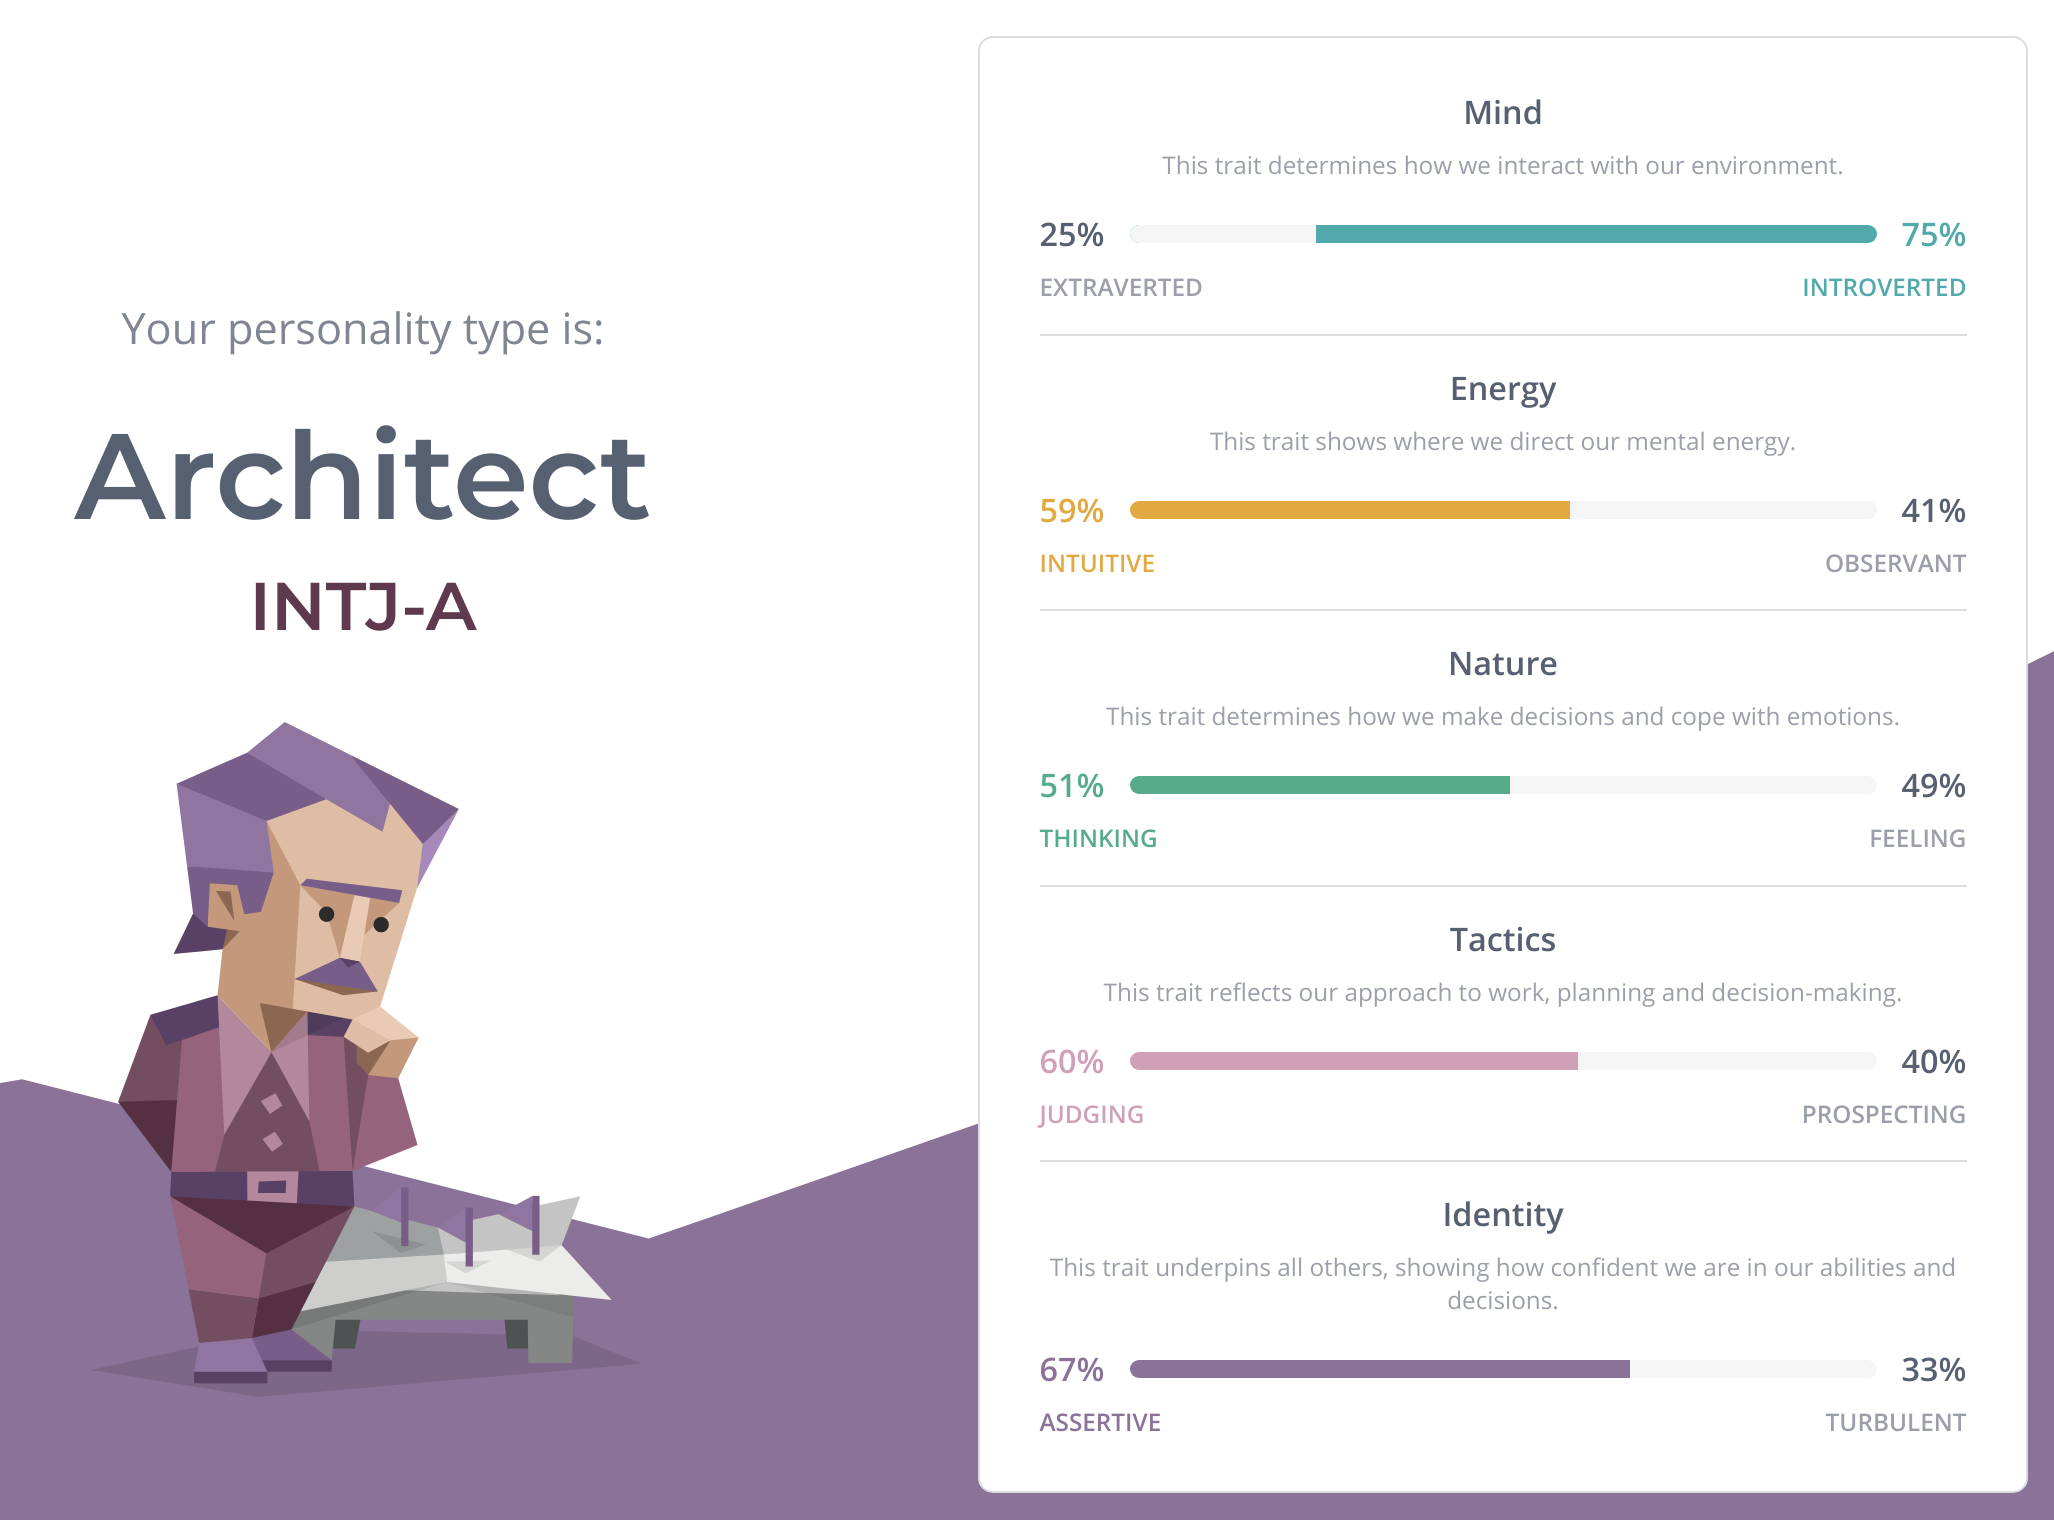 Your personality type is:
Architect
INTJ-A
Mind
This trait determines how we interact with our environment.
25% 75%
EXTRAVERTED INTROVERTED
Energy
This trait shows where we direct our mental energy.
59% 41%
INTUITIVE OBSERVANT
Nature
This trait determines how we make decisions and cope with emotions.
51% 49%
THINKING FEELING
Tactics
This trait reflects our approach to work, planning and decision-making.
60% 40%
JUDGING PROSPECTING
Identity
This trait underpins all others, showing how confident we are in our abilities and
decisions.
67% 33%
ASSERTIVE TURBULENT